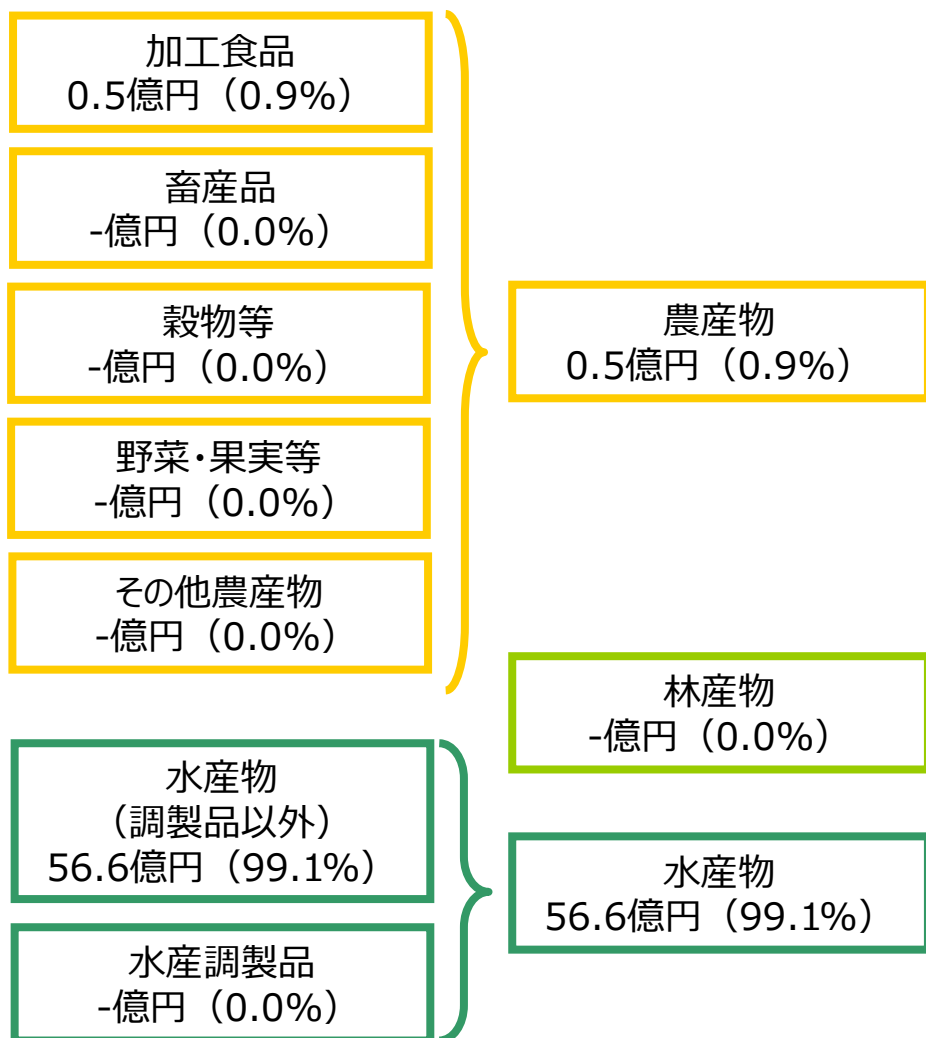 加工食品
0.5億円（0.9%）
畜産品
-億円（0.0%）
穀物等
-億円（0.0%）
野菜・果実等
-億円（0.0%）
その他農産物
-億円（0.0%）
農産物
0.5億円（0.9%）
林産物
-億円（0.0%）
水産物
（調製品以外）
56.6億円（99.1%）
水産調製品
-億円（0.0%）
水産物
56.6億円（99.1%）